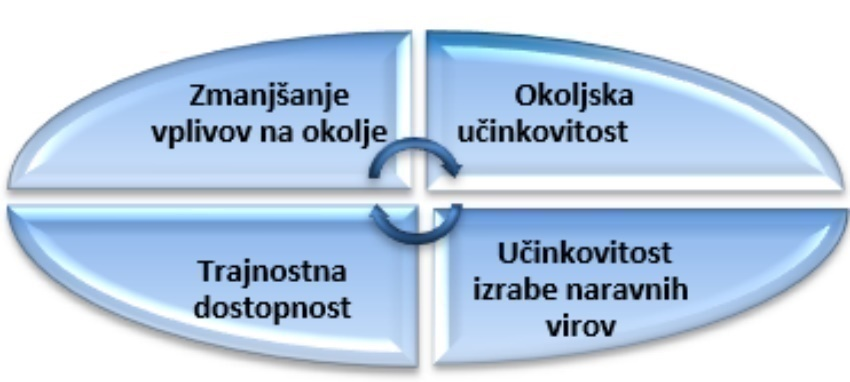 Zmanjšanje
vplivov na okolje
Okoljska
učinkovitost
Trajnostna
dostopnost
Učinkovitost
izrabe naravnih
virov